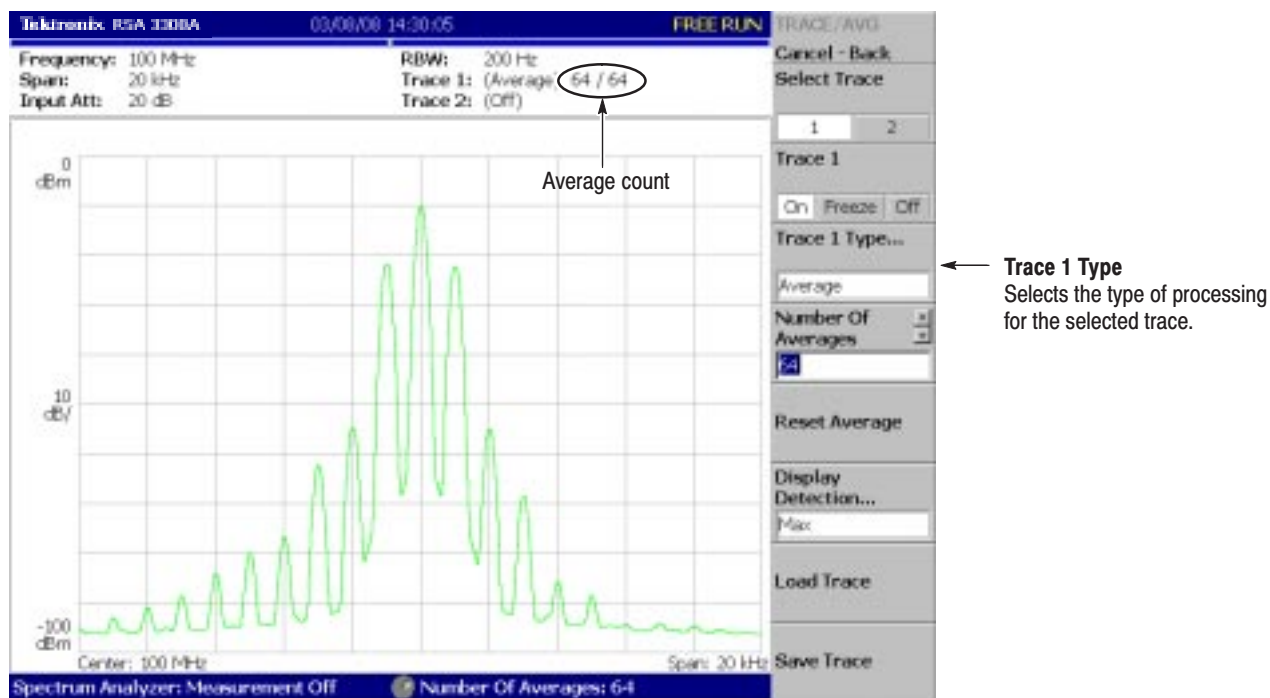 Tektronix RSA 3300A 03/08/08 14:30:05 FREE RUN
Frequency: 100 MHz
Span: 20 kHz
Input Att: 20 dB
RBW: 200 Hz
Trace 1: (Average) 64 / 64
Trace 2: (Off)
Average count
0
dBm
10
dB/
-100
dBm
Center: 100 MHz
Span: 20 kHz
Spectrum Analyzer: Measurement Off
Number Of Averages: 64
TRACE/AVG
Cancel - Back
Select Trace
1 2
Trace 1
On Freeze Off
Trace 1 Type...
Average
Number Of
Averages
64
Reset Average
Display
Detection...
Max
Load Trace
Save Trace
Trace 1 Type
Selects the type of processing
for the selected trace.